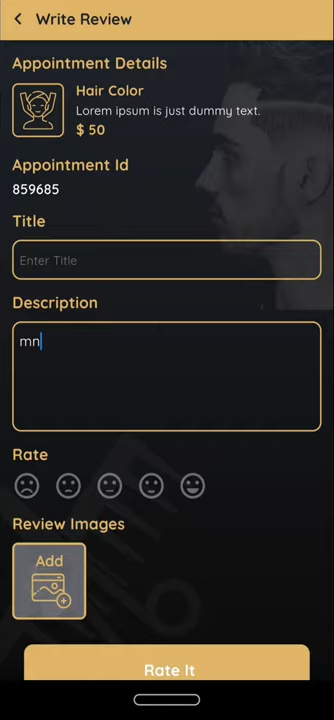 Write Review
Appointment Details
Hair Color
Lorem ipsum is just dummy text.
$ 50
Appointment Id
859685
Title
Enter Title
Description
mn
Rate
Review Images
Add
Rate It